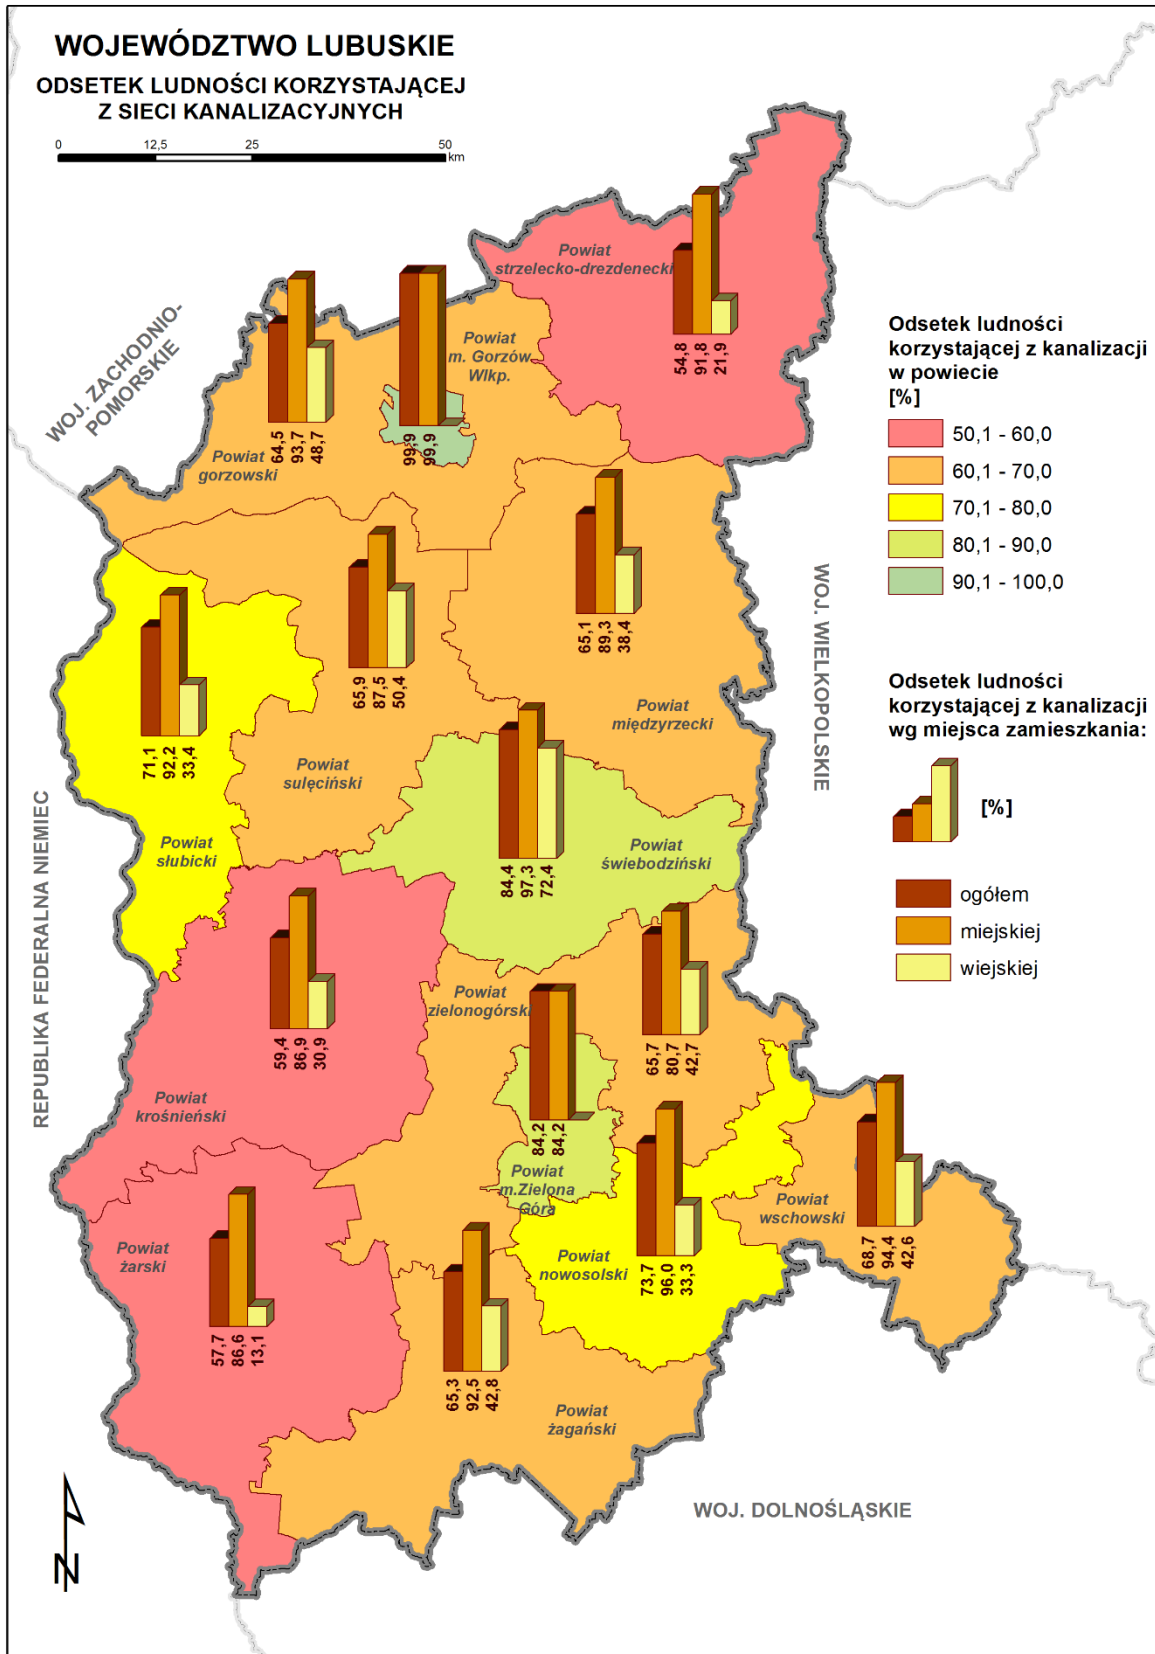 WOJEWÓDZTWO LUBUSKIE
ODSETEK LUDNOŚCI KORZYSTAJĄCEJ
Z SIECI KANALIZACYJNYCH
0 12,5 25 50
km
WOJ. ZACHODNIO-
POMORSKIE
Powiat
strzelecko-drezdenecki
54,8 91,8 21,9
Powiat
m. Gorzów
Wlkp.
99,9 99,9
Powiat
gorzowski
64,5 93,7 48,7
65,1 89,3 38,4
Powiat
międzyrzecki
65,9 87,5 50,4
Powiat
sulęciński
71,1 92,2 33,4
Powiat
słubicki
84,4 97,3 72,4
Powiat
świebodziński
REPUBLIKA FEDERALNA NIEMIEC
WOJ. WIELKOPOLSKIE
59,4 86,9 30,9
Powiat
krośnieński
Powiat
zielonogórski
65,7 80,7 42,7
84,2 84,2
Powiat
m.Zielona
Góra
73,7 96,0 33,3
Powiat
nowosolski
Powiat
wschowski
68,7 94,4 42,6
Powiat
żarski
57,7 86,6 13,1
65,3 92,5 42,8
Powiat
żagański
WOJ. DOLNOŚLĄSKIE
N
Odsetek ludności
korzystającej z kanalizacji
w powiecie
[%]
50,1 - 60,0
60,1 - 70,0
70,1 - 80,0
80,1 - 90,0
90,1 - 100,0
Odsetek ludności
korzystającej z kanalizacji
wg miejsca zamieszkania:
[%]
ogółem
miejskiej
wiejskiej